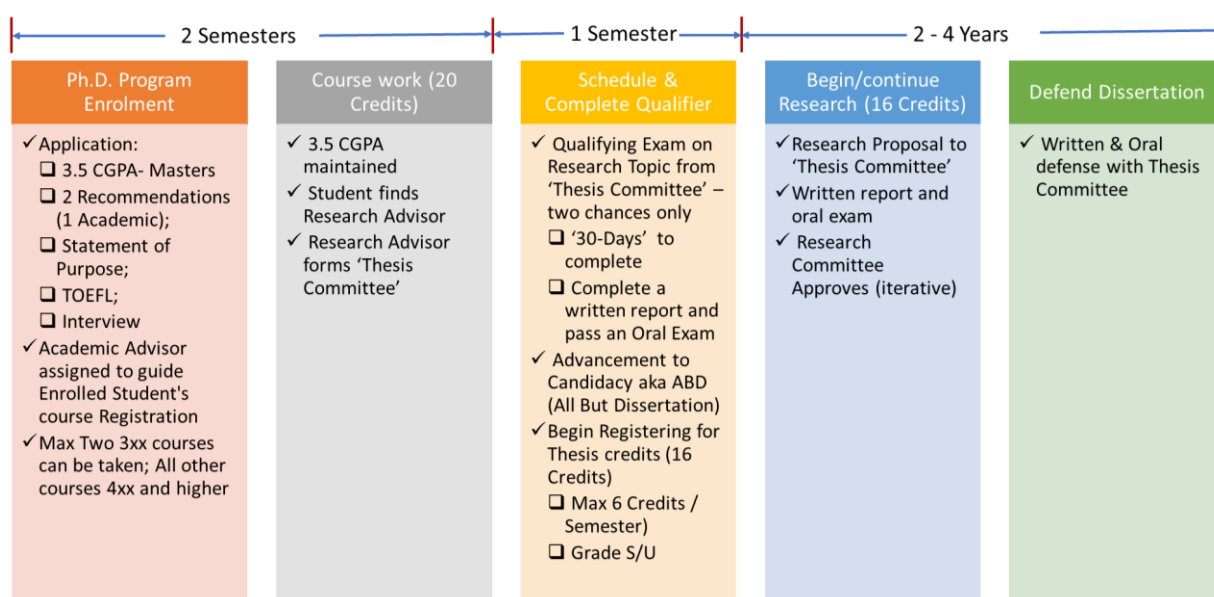 2 Semesters
1 Semester
2 - 4 Years
Ph.D. Program
Enrolment
✓Application:
❑ 3.5 CGPA- Masters
❑ 2 Recommendations
(1 Academic);
❑ Statement of
Purpose;
❑ TOEFL;
❑ Interview
✓Academic Advisor
assigned to guide
Enrolled Student's
course Registration
✓Max Two 3xx courses
can be taken; All other
courses 4xx and higher
Course work (20
Credits)
✓ 3.5 CGPA
maintained
✓ Student finds
Research Advisor
✓ Research Advisor
forms ‘Thesis
Committee’
Schedule &
Complete Qualifier
✓ Qualifying Exam on
Research Topic from
‘Thesis Committee’ –
two chances only
❑ ‘30-Days’ to
complete
❑ Complete a
written report and
pass an Oral Exam
✓ Advancement to
Candidacy aka ABD
(All But Dissertation)
✓Begin Registering for
Thesis credits (16
Credits)
❑ Max 6 Credits /
Semester)
❑ Grade S/U
Begin/continue
Research (16 Credits)
✓Research Proposal to
‘Thesis Committee’
✓Written report and
oral exam
✓ Research
Committee
Approves (iterative)
Defend Dissertation
✓ Written & Oral
defense with Thesis
Committee